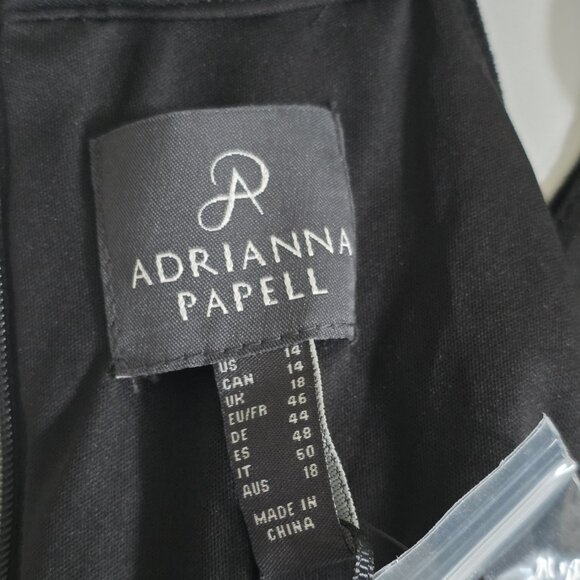 ADRIANNA
PAPELL
US 14
CAN 14
UK 18
EU/FR 46
DE 44
ES 48
IT 50
AUS 18
MADE IN
CHINA